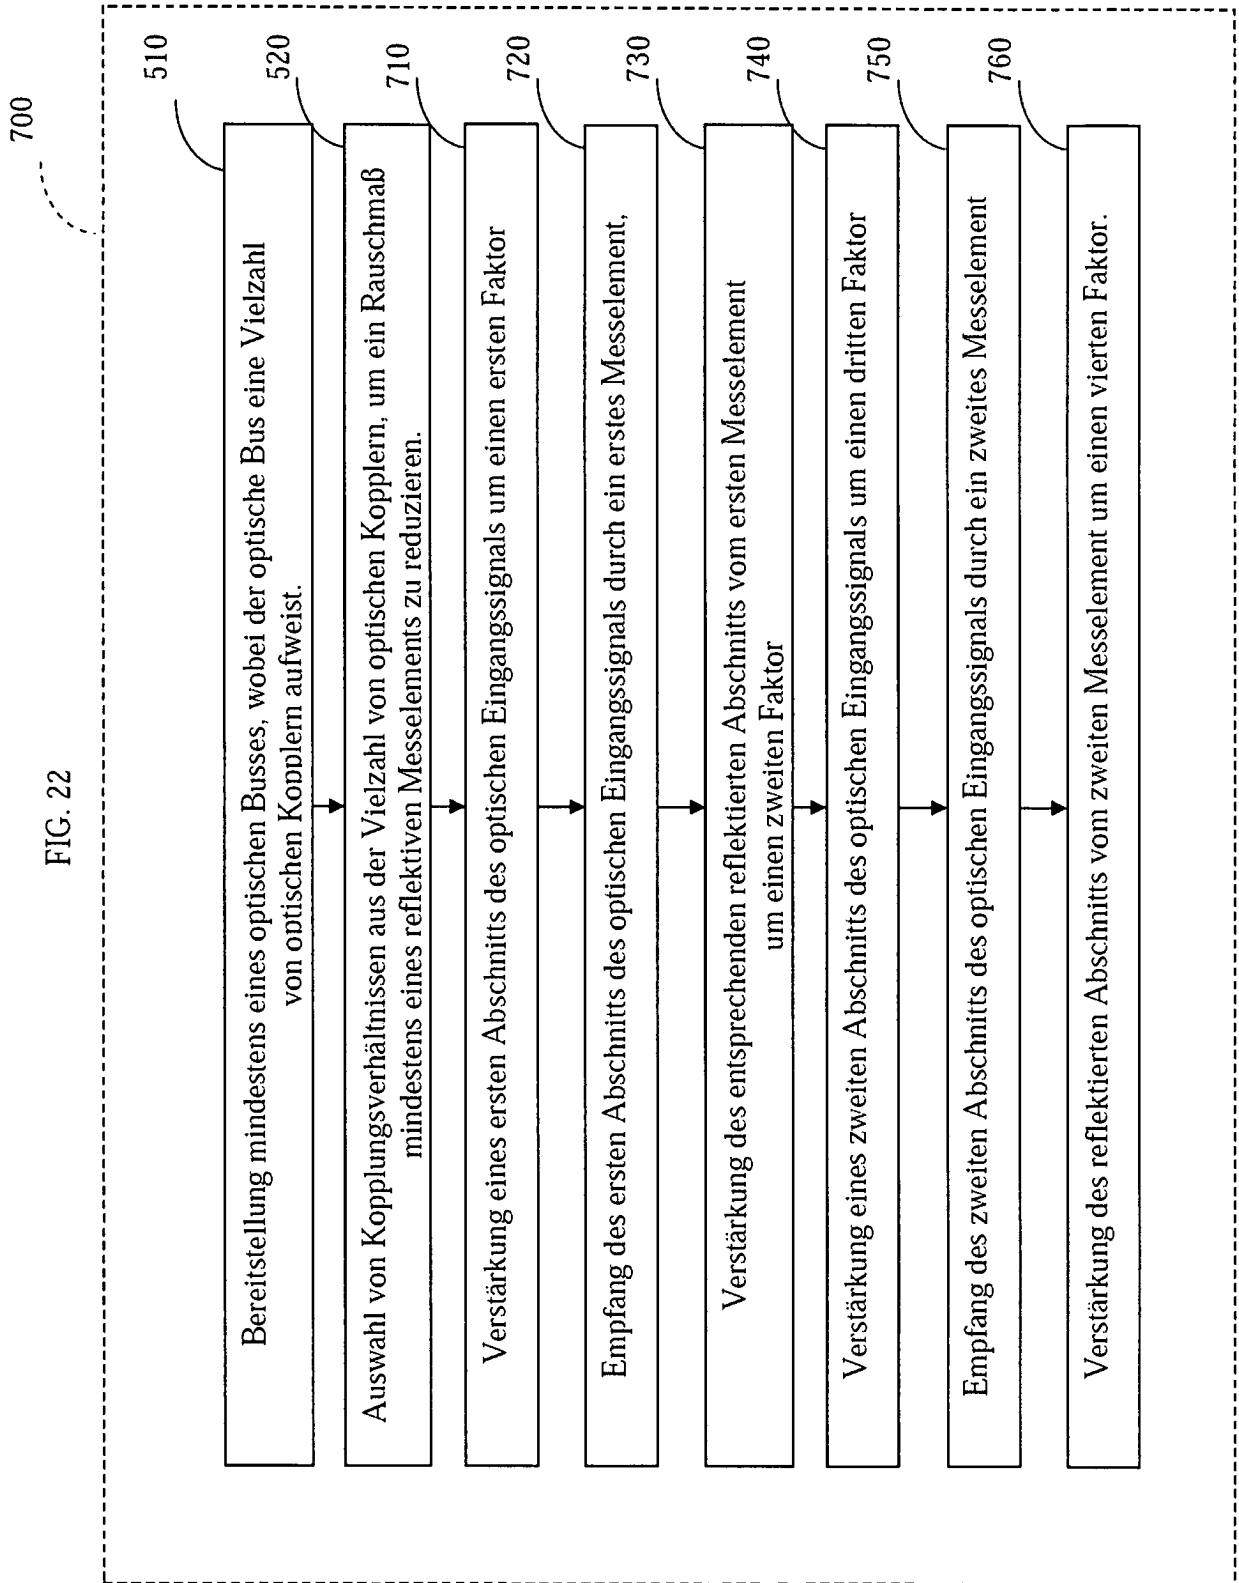 FIG. 22
700
510
Bereitstellung mindestens eines optischen Busses, wobei der optische Bus eine Vielzahl
von optischen Kopplern aufweist.
520
Auswahl von Kopplungsverhältnissen aus der Vielzahl von optischen Kopplern, um ein Rauschmaß
mindestens eines reflektiven Messelements zu reduzieren.
710
Verstärkung eines ersten Abschnitts des optischen Eingangssignals um einen ersten Faktor
720
Empfang des ersten Abschnitts des optischen Eingangssignals durch ein erstes Messelement,
730
Verstärkung des entsprechenden reflektierten Abschnitts vom ersten Messelement
um einen zweiten Faktor
740
Verstärkung eines zweiten Abschnitts des optischen Eingangssignals um einen dritten Faktor
750
Empfang des zweiten Abschnitts des optischen Eingangssignals durch ein zweites Messelement
760
Verstärkung des reflektierten Abschnitts vom zweiten Messelement um einen vierten Faktor.